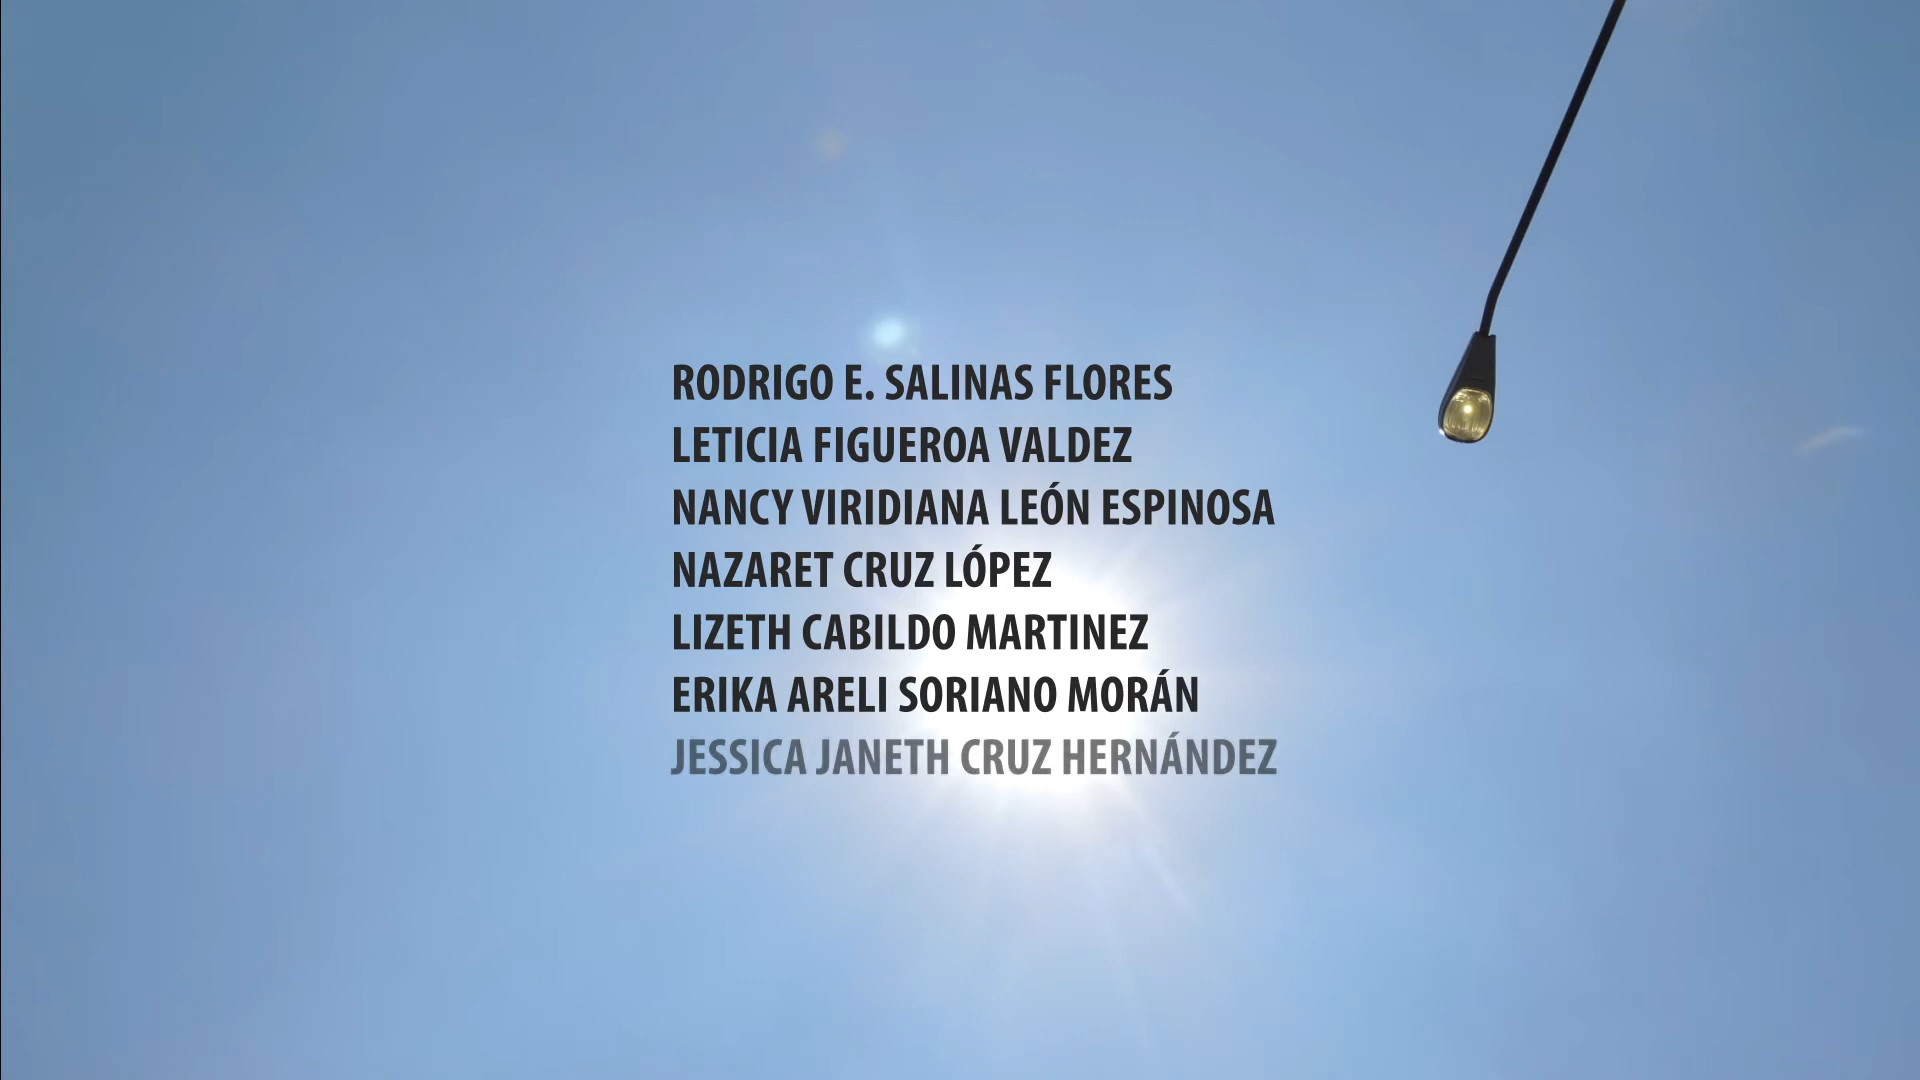 RODRIGO E. SALINAS FLORES
LETICIA FIGUEROA VALDEZ
NANCY VIRIDIANA LEÓN ESPINOSA
NAZARET CRUZ LÓPEZ
LIZETH CABILDO MARTINEZ
ERIKA ARELI SORIANO MORÁN
JESSICA JANETH CRUZ HERNÁNDEZ